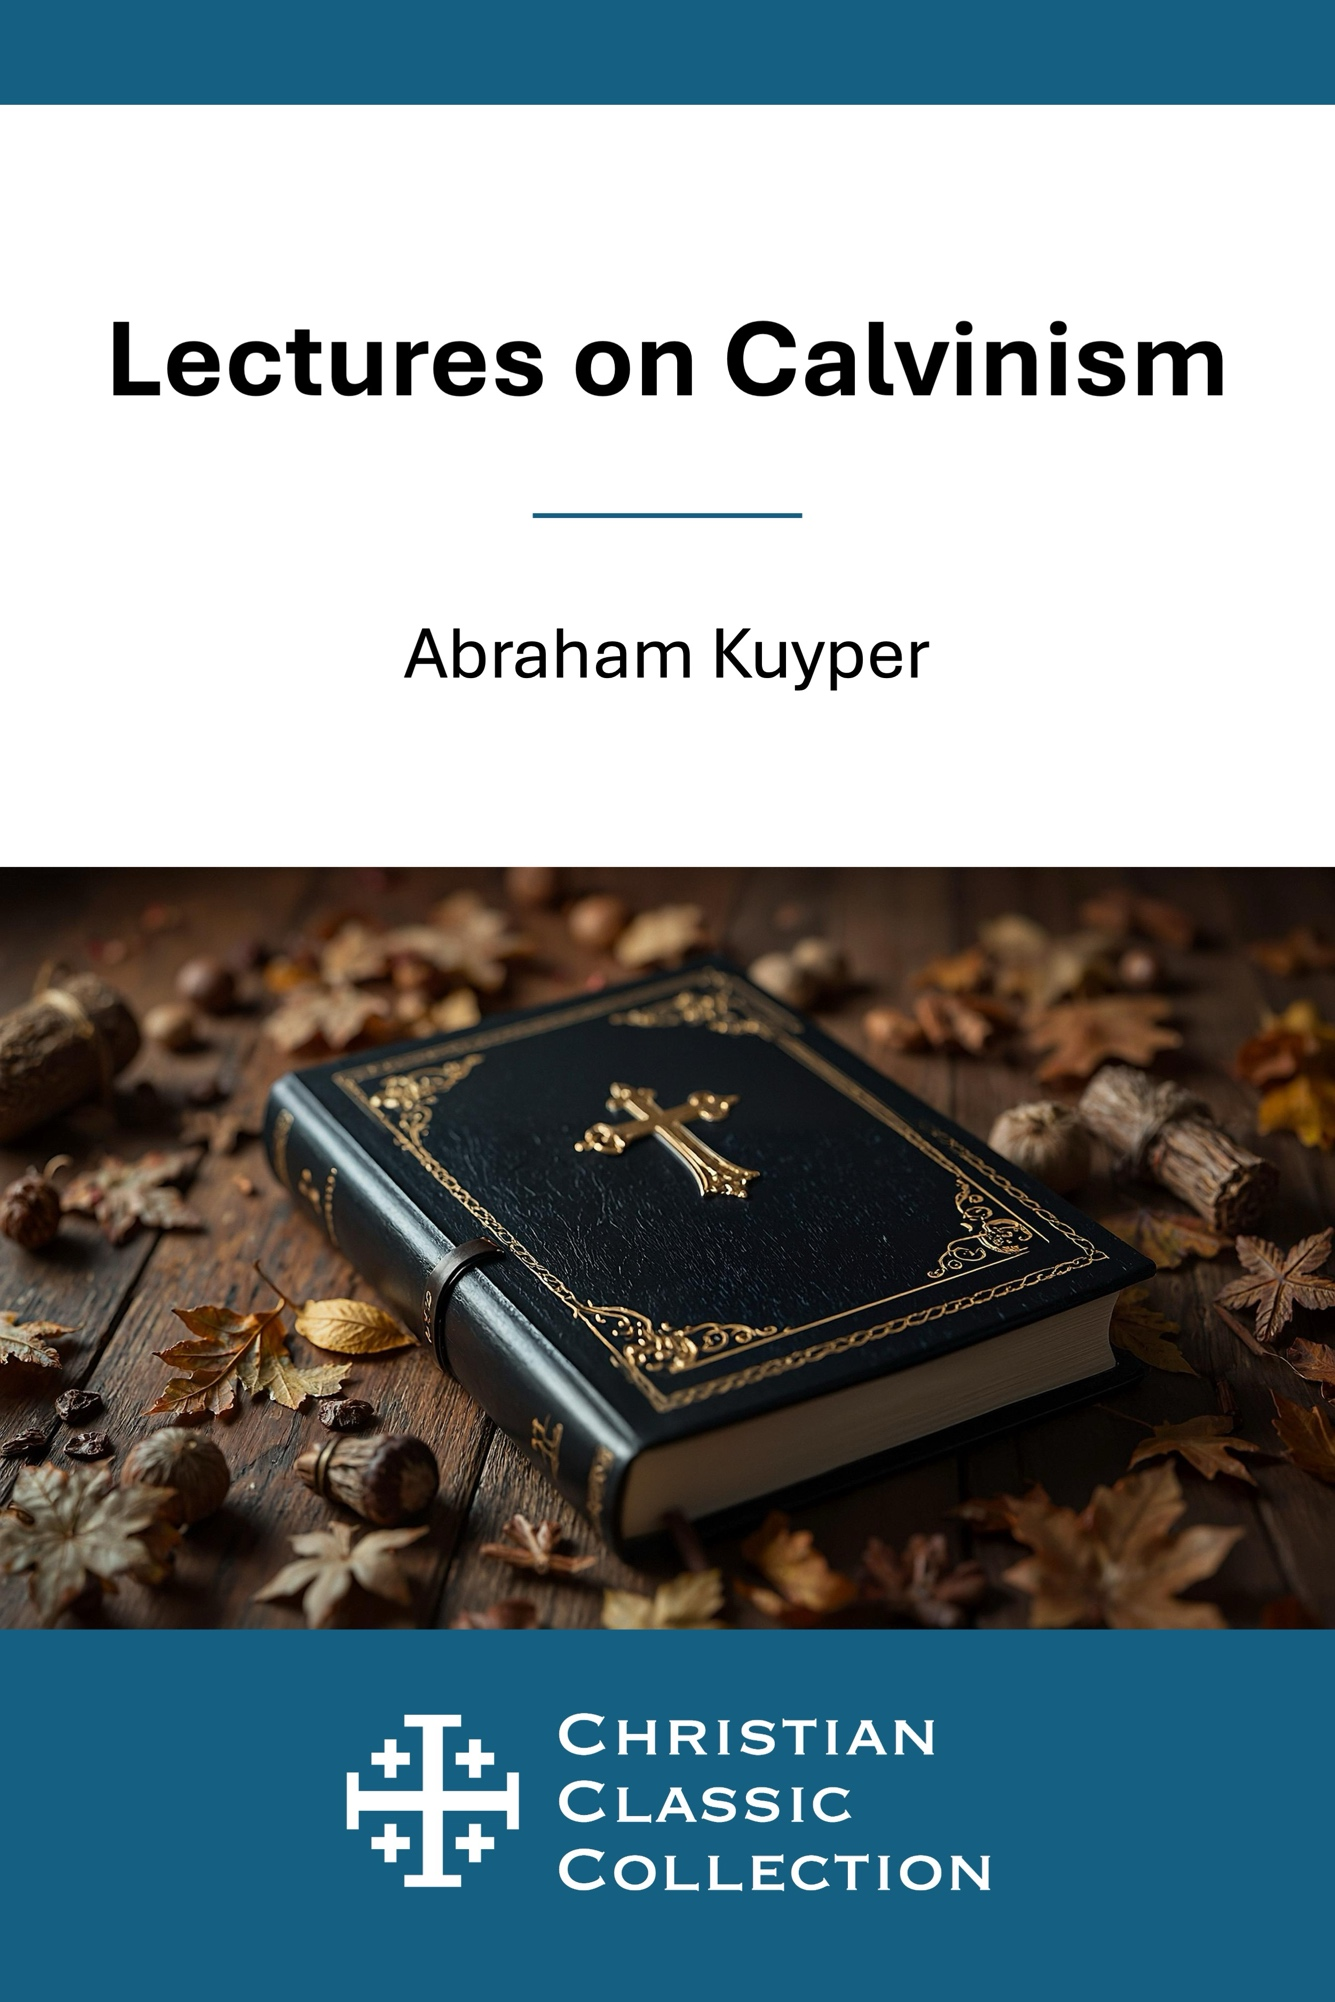 Lectures on Calvinism
Abraham Kuyper
CHRISTIAN
CLASSIC
COLLECTION